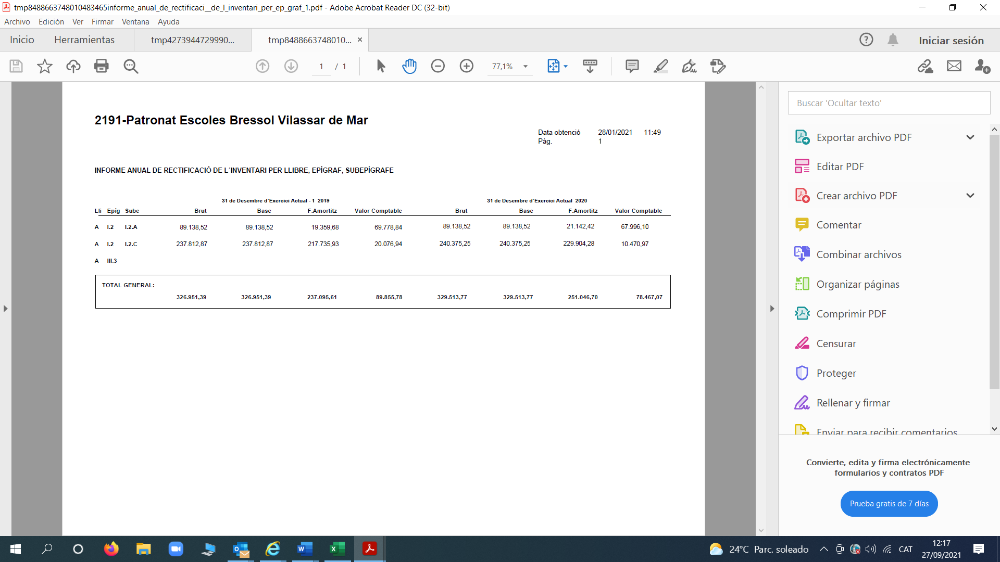 tmp8488663748010483465informe_anual_de_rectificaci__de_l_inventari_per_ep_graf_1.pdf - Adobe Acrobat Reader DC (32-bit)
Archivo Edición Ver Firmar Ventana Ayuda
Inicio Herramientas tmp4273944729990... tmp8488663748010... × Iniciar sesión
1 / 1 77,1%
2191-Patronat Escoles Bressol Vilassar de Mar
Data obtenció 28/01/2021 11:49
Pàg. 1
INFORME ANUAL DE RECTIFICACIÓ DE L´INVENTARI PER LLIBRE, EPÍGRAF, SUBEPÍGRAFE
31 de Desembre d´Exercici Actual - 1 2019 31 de Desembre d´Exercici Actual 2020
Lli Epíg Sube Brut Base F.Amortitz Valor Comptable Brut Base F.Amortitz Valor Comptable
A I.2 I.2.A 89.138,52 89.138,52 19.359,68 69.778,84 89.138,52 89.138,52 21.142,42 67.996,10
A I.2 I.2.C 237.812,87 237.812,87 217.735,93 20.076,94 240.375,25 240.375,25 229.904,28 10.470,97
A III.3
TOTAL GENERAL:
326.951,39 326.951,39 237.095,61 89.855,78 329.513,77 329.513,77 251.046,70 78.467,07
Buscar 'Ocultar texto'
Exportar archivo PDF
Editar PDF
Crear archivo PDF
Comentar
Combinar archivos
Organizar páginas
Comprimir PDF
Censurar
Proteger
Rellenar y firmar
Enviar para recibir comentarios
Convierte, edita y firma electrónicamente
formularios y contratos PDF
Prueba gratis de 7 días
24°C Parc. soleado CAT 12:17
27/09/2021